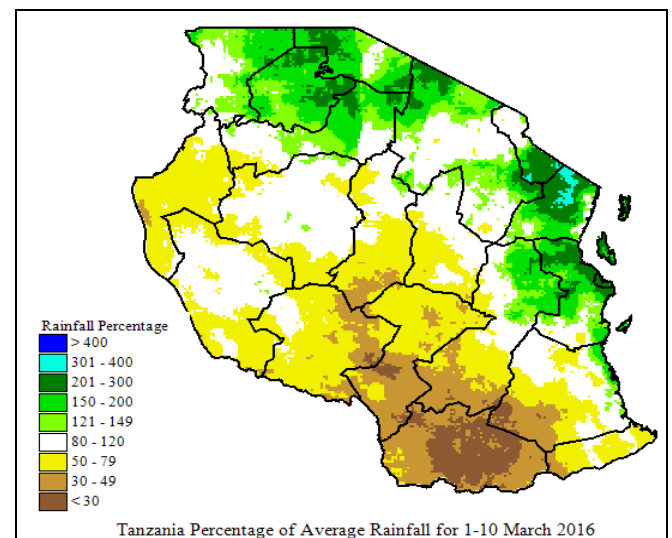 Rainfall Percentage
> 400
301 - 400
201 - 300
150 - 200
121 - 149
80 - 120
50 - 79
30 - 49
< 30
Tanzania Percentage of Average Rainfall for 1-10 March 2016